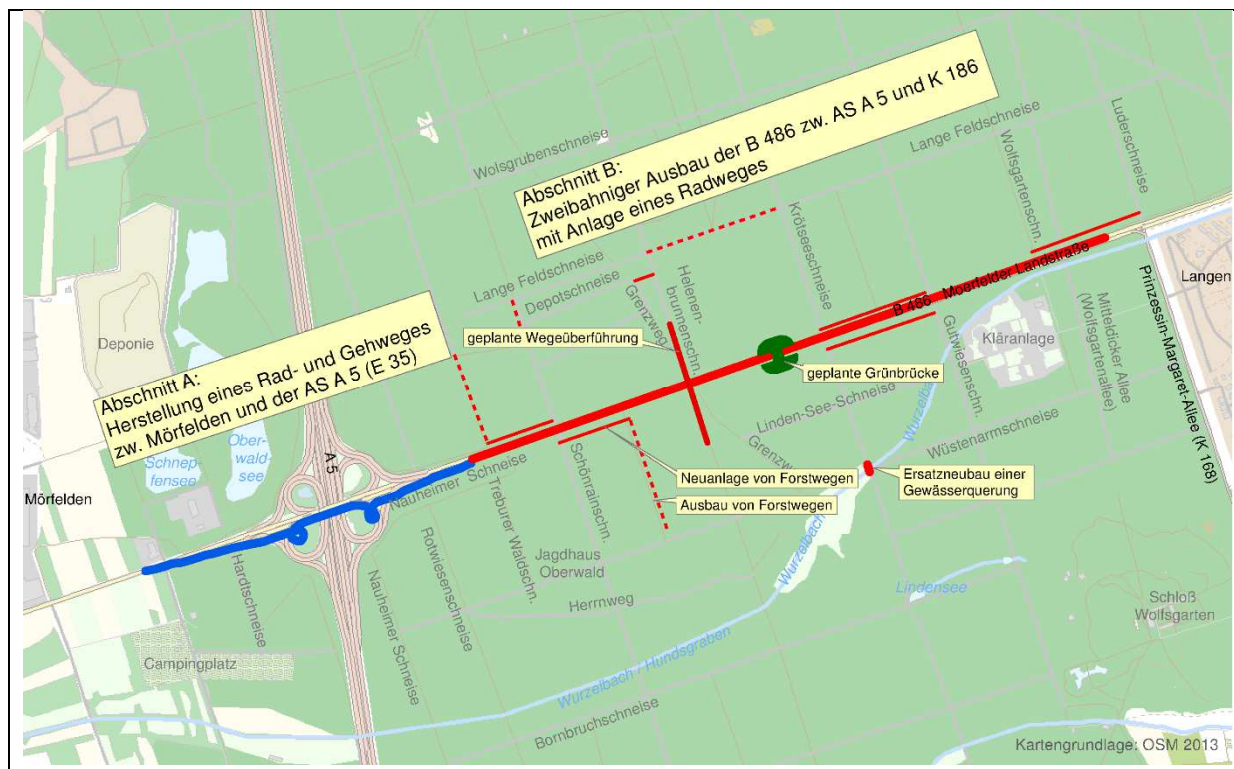 Abschnitt B:
Zweibahniger Ausbau der B 486 zw. AS A 5 und K 186
mit Anlage eines Radweges
Abschnitt A:
Herstellung eines Rad- und Gehweges
zw. Mörfelden und der AS A 5 (E 35)
Wolsgrubenschneise
Lange Feldschneise
Wolfsgartenschn.
Luderschneise
Krötseeschneise
Lange Feldschneise
Depotschneise
Grenzweg
Helenen-
brunnenschn.
geplante Wegeüberführung
B 486
Moerfelder Landstraße
Langen
Prinzessin-Margaret-Allee (K 168)
Mitteldicker Allee
(Wolfsgartenallee)
Kläranlage
Gutwiesenschn.
geplante Grünbrücke
Linden-See-Schneise
Wurzelbach
Wüstenarmschneise
Grenzweg
Deponie
Schnepfensee
Ober-
wald-
see
A 5
Mörfelden
Nauheimer Schneise
Schönrainschn.
Neuanlage von Forstwegen
Ausbau von Forstwegen
Ersatzneubau einer
Gewässerquerung
Treburer Waldschn.
Rotwiesenschneise
Hardtschneise
Nauheimer Schneise
Jagdhaus
Oberwald
Herrnweg
Wurzelbach
Lindensee
Schloß
Wolfsgarten
Campingplatz
Wurzelbach / Hundsgraben
Bornbruchschneise
Kartengrundlage: OSM 2013